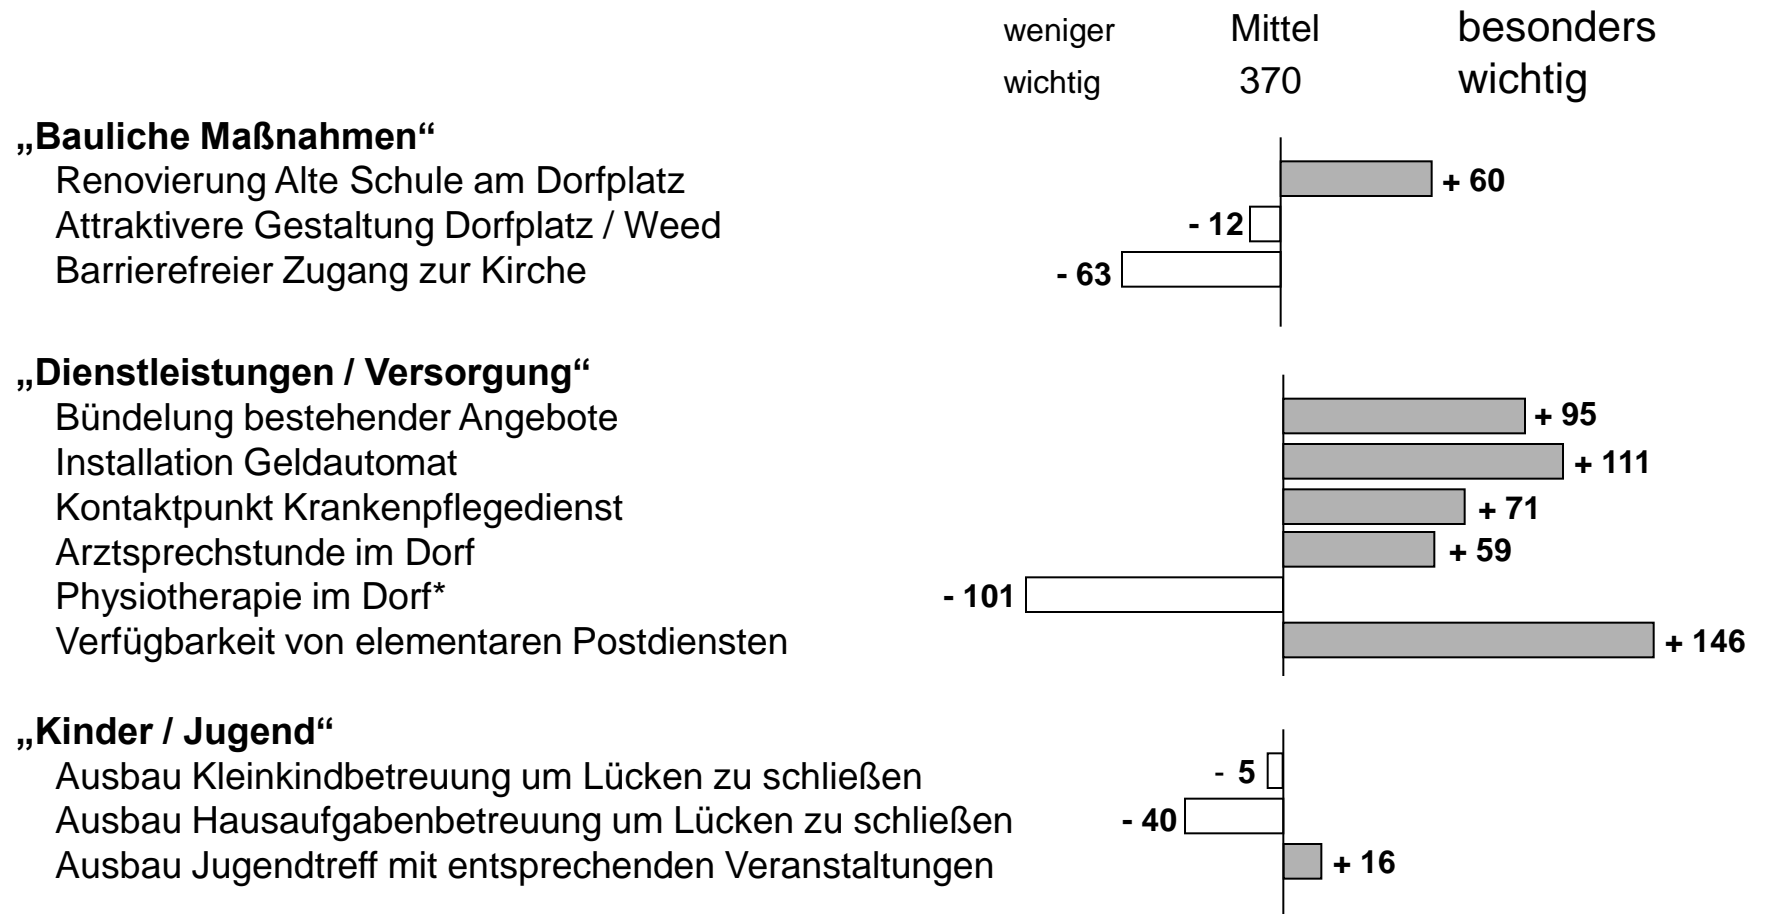 weniger Mittel besonders
wichtig 370 wichtig
„Bauliche Maßnahmen“
Renovierung Alte Schule am Dorfplatz + 60
Attraktivere Gestaltung Dorfplatz / Weed - 12
Barrierefreier Zugang zur Kirche - 63
„Dienstleistungen / Versorgung“
Bündelung bestehender Angebote + 95
Installation Geldautomat + 111
Kontaktpunkt Krankenpflegedienst + 71
Arztsprechstunde im Dorf + 59
Physiotherapie im Dorf* - 101
Verfügbarkeit von elementaren Postdiensten + 146
„Kinder / Jugend“
Ausbau Kleinkindbetreuung um Lücken zu schließen - 5
Ausbau Hausaufgabenbetreuung um Lücken zu schließen - 40
Ausbau Jugendtreff mit entsprechenden Veranstaltungen + 16